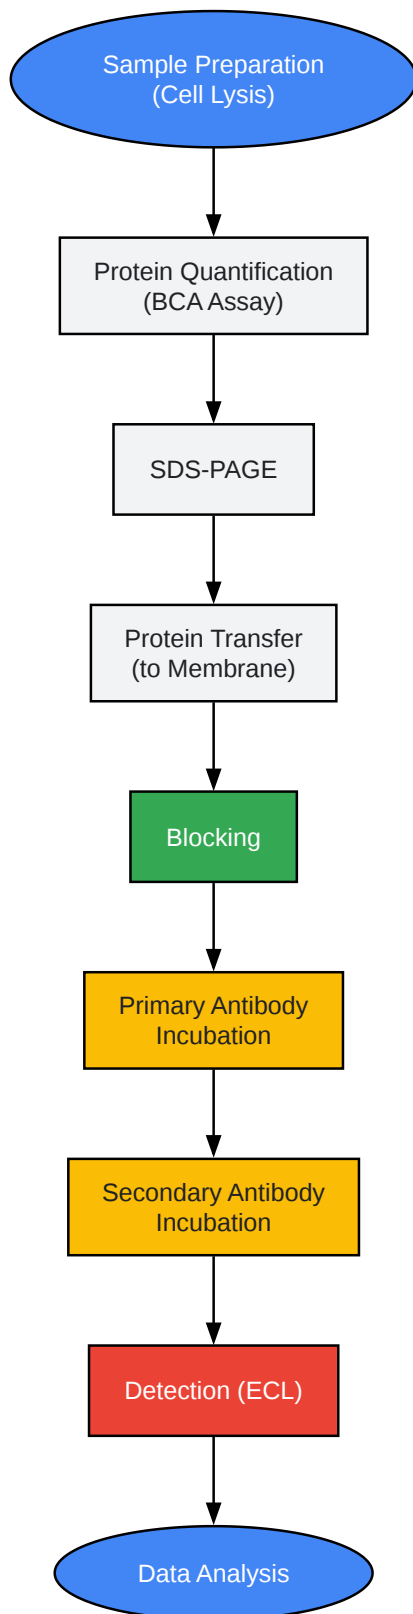 Sample Preparation
(Cell Lysis)
Protein Quantification
(BCA Assay)
SDS-PAGE
Protein Transfer
(to Membrane)
Blocking
Primary Antibody
Incubation
Secondary Antibody
Incubation
Detection (ECL)
Data Analysis